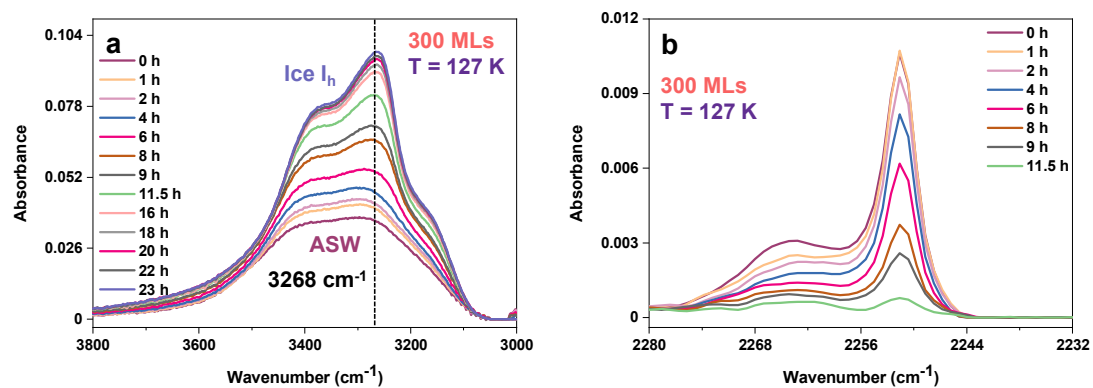 a
300 MLs
T = 127 K
Ice Iₕ
ASW
3268 cm⁻¹
0 h
1 h
2 h
4 h
6 h
8 h
9 h
11.5 h
16 h
18 h
20 h
22 h
23 h
0.104
0.078
0.052
0.026
0
Absorbance
3800
3600
3400
3200
3000
Wavenumber (cm⁻¹)
b
300 MLs
T = 127 K
0 h
1 h
2 h
4 h
6 h
8 h
9 h
11.5 h
0.012
0.009
0.006
0.003
0.000
Absorbance
2280
2268
2256
2244
2232
Wavenumber (cm⁻¹)